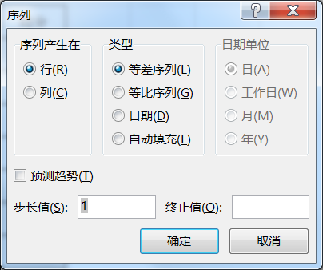 序列
序列产生在
行(R)
列(C)
类型
等差序列(L)
等比序列(G)
日期(D)
自动填充(L)
日期单位
日(A)
工作日(W)
月(M)
年(Y)
预测趋势(T)
步长值(S): 1
终止值(O):
确定
取消